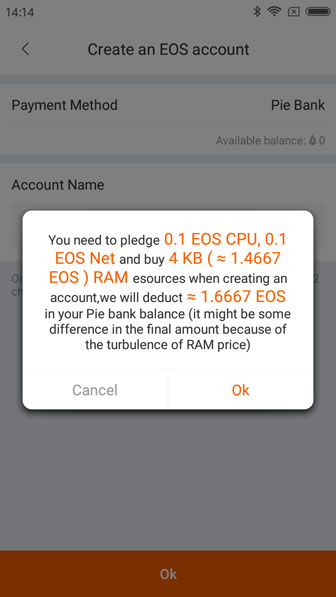 14:14
Create an EOS account
Payment Method
Pie Bank
Available balance: 0
Account Name
You need to pledge 0.1 EOS CPU, 0.1
EOS Net and buy 4 KB ( ≈ 1.4667
EOS ) RAM esources when creating an
account,we will deduct ≈ 1.6667 EOS
in your Pie bank balance (it might be some
difference in the final amount because of
the turbulence of RAM price)
Cancel
Ok
Ok